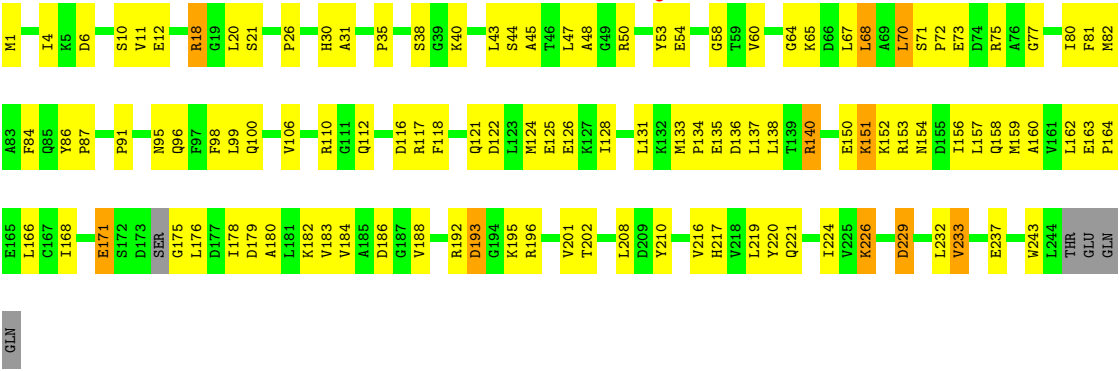 M1 I4 K5 D6 S10 V11 E12 R18 G19 L20 S21 P26 H30 A31 P35 S38 G39 K40 L43 S44 A45 T46 L47 A48 G49 R50 Y53 E54 G58 T59 V60 G64 K65 D66 L67 L68 A69 L70 S71 P72 E73 D74 R75 A76 G77 I80 F81 M82
A83 F84 Q85 Y86 P87 P91 N95 Q96 F97 F98 L99 Q100 V106 R110 G111 Q112 D116 R117 F118 Q121 D122 L123 M124 E125 E126 K127 I128 L131 K132 M133 P134 E135 D136 L137 L138 T139 R140 E150 K151 K152 R153 N154 D155 I156 L157 Q158 M159 A160 V161 L162 E163 P164
E165 L166 C167 I168 E171 S172 D173 SER G175 L176 D177 I178 D179 A180 L181 K182 V183 V184 A185 D186 G187 V188 R192 D193 G194 K195 R196 V201 T202 L208 D209 Y210 V216 H217 V218 L219 Y220 Q221 I224 V225 K226 D229 L232 V233 E237 W243 L244 THR GLU GLN
GLN